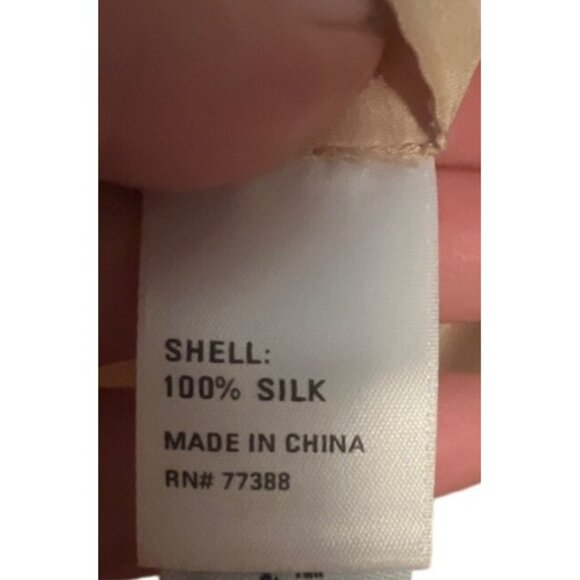 SHELL:
100% SILK
MADE IN CHINA
RN# 77388